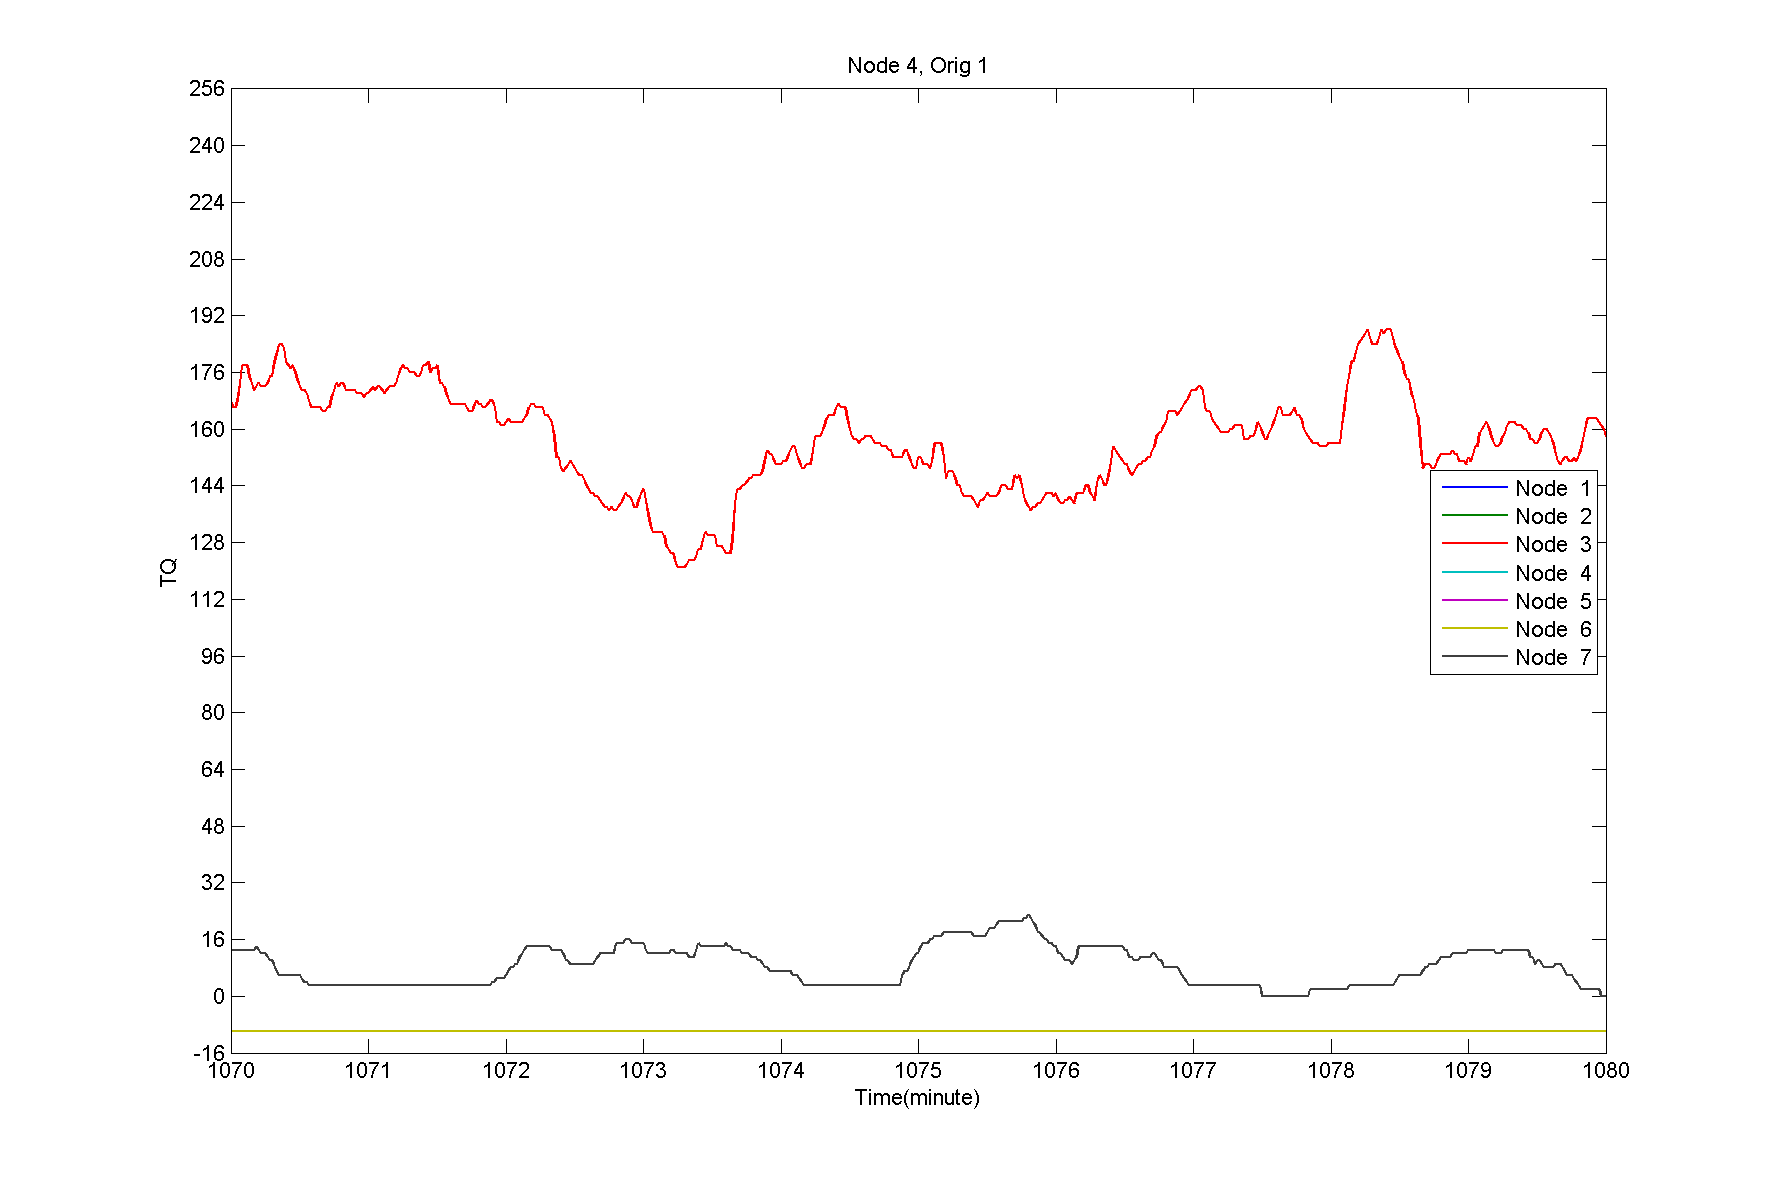 Node 4, Orig 1
256
240
224
208
192
176
160
144
128
112
96
80
64
48
32
16
0
-16
TQ
Node 1
Node 2
Node 3
Node 4
Node 5
Node 6
Node 7
1070 1071 1072 1073 1074 1075 1076 1077 1078 1079 1080
Time(minute)